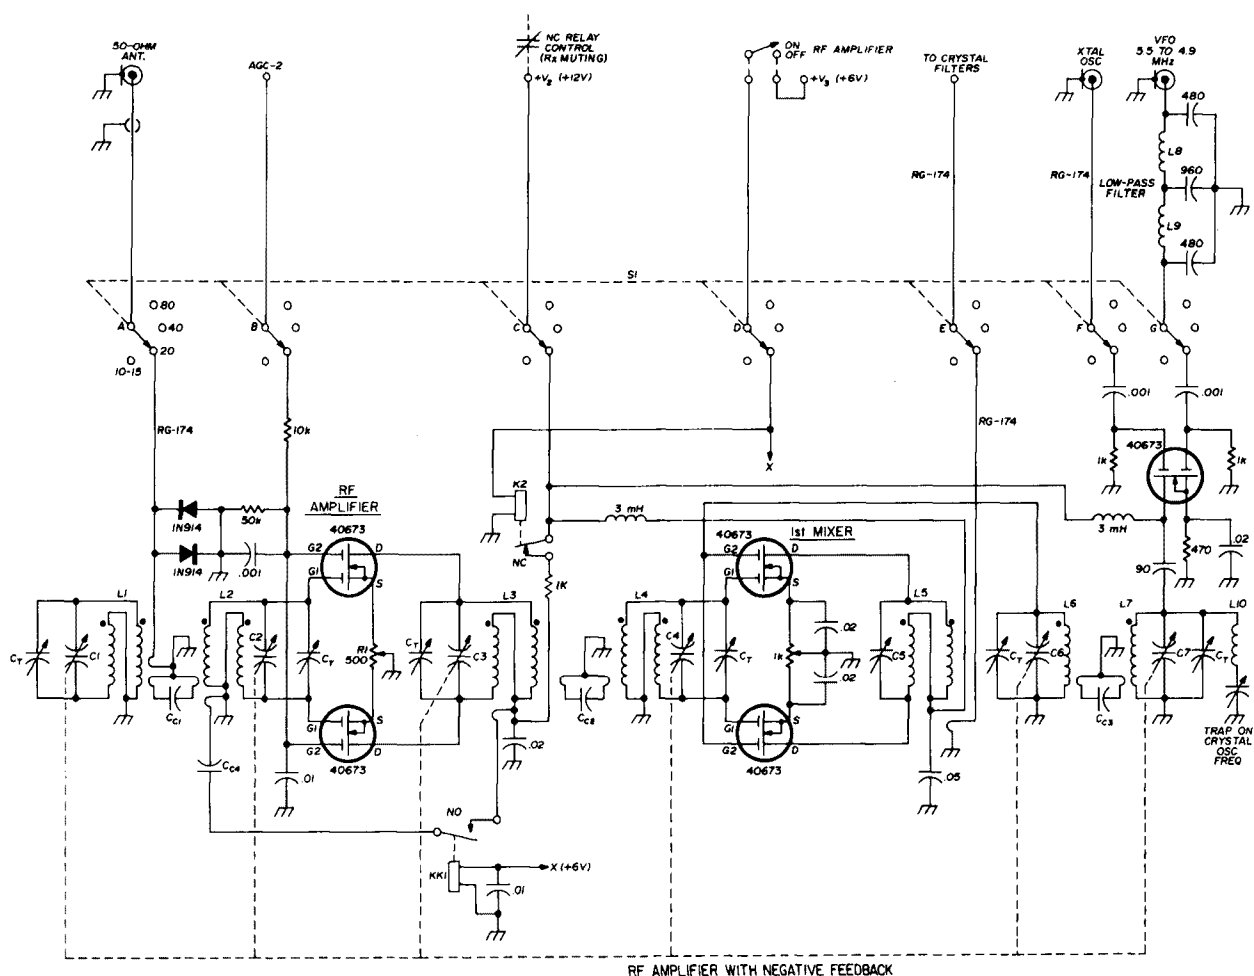 50-OHM
ANT.
AGC-2
NC RELAY
CONTROL
(Rx MUTING)
+V2 (+12V)
ON
OFF
RF AMPLIFIER
+V3 (+6V)
TO CRYSTAL
FILTERS
XTAL
OSC
VFO
5.5 TO 4.9
MHz
480
L8
RG-174
RG-174
LOW-PASS
FILTER
960
L9
480
S1
A
80
40
20
10-15
B
C
D
E
F
G
RG-174
10k
.001
.001
RG-174
40673
1k
1k
X
K2
NC
3 mH
3 mH
1N914
1N914
50k
.001
RF
AMPLIFIER
40673
G2
D
G1
S
1K
1st MIXER
40673
G2
D
G1
S
470
.02
90
L1
L2
L3
L4
L5
L6
L7
L10
CT
C1
C2
CT
R1
500
CT
C3
C4
CT
1k
.02
.02
C5
CT
C6
C7
CT
CC1
CC2
CC3
G1
S
G2
D
40673
G1
S
G2
D
40673
.02
.05
TRAP ON
CRYSTAL
OSC
FREQ
CC4
.01
NO
KK1
X (+6V)
.01
RF AMPLIFIER WITH NEGATIVE FEEDBACK